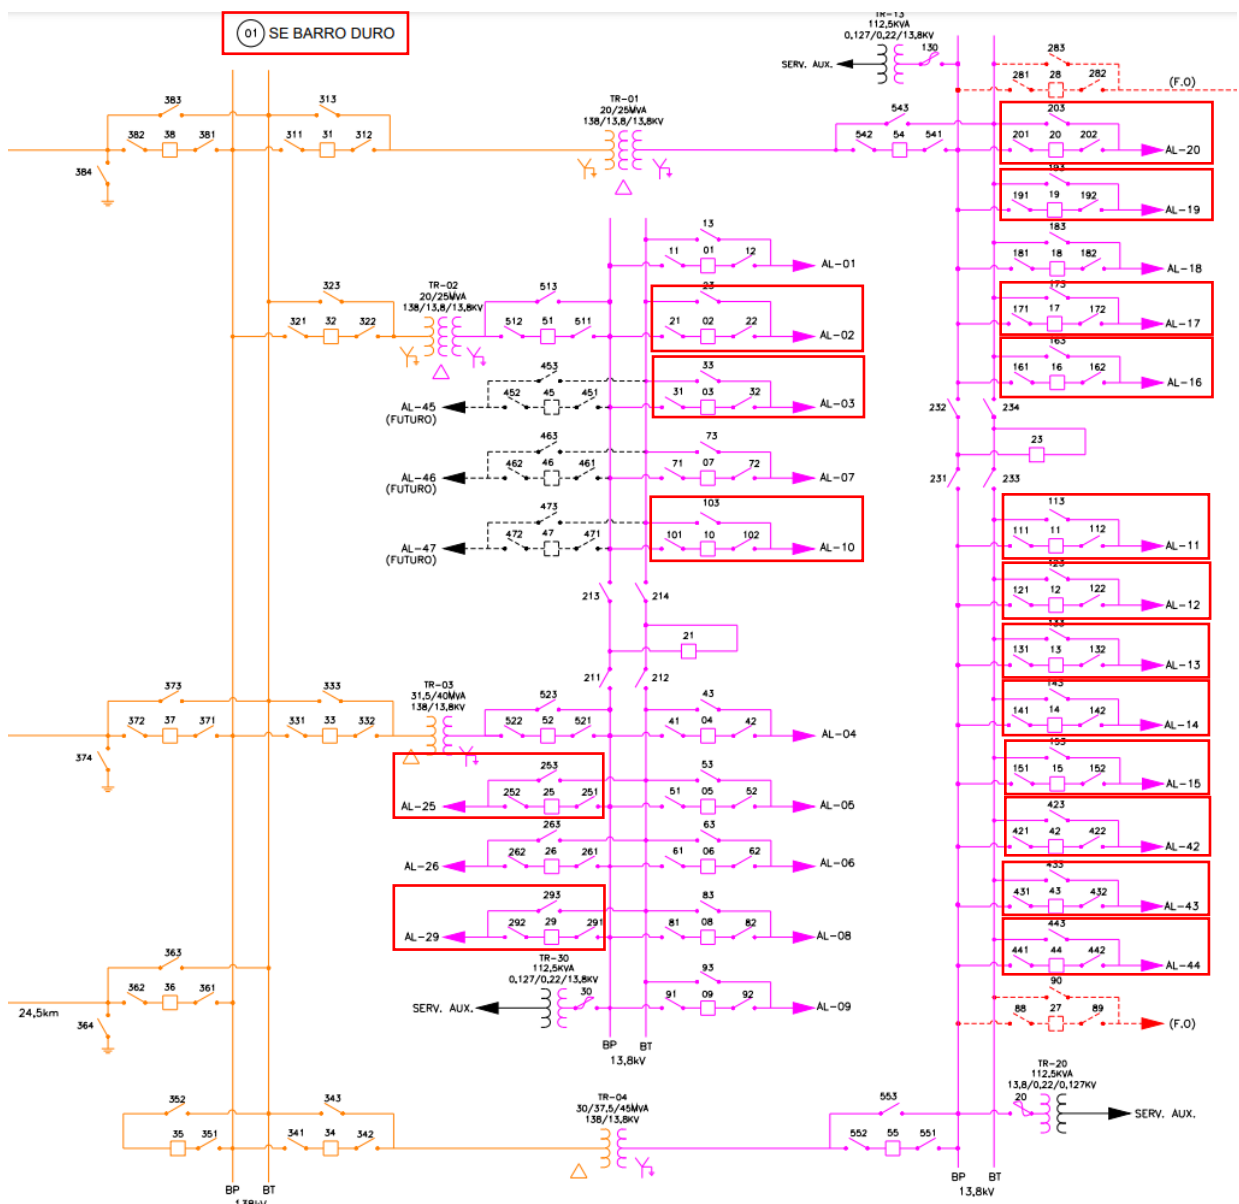 01 SE BARRO DURO
TR-13
112,5KVA
0,127/0,22/13,8KV
SERV. AUX.
130
283
281 28 282
(F.O)
383
313
TR-01
20/25MVA
138/13,8/13,8KV
543
203
382 38 381
311 31 312
542 54 541
201 20 202
AL-20
384
193
191 19 192
AL-19
13
11 01 12
AL-01
183
181 18 182
AL-18
323
TR-02
20/25MVA
138/13,8/13,8KV
513
23
173
321 32 322
512 51 511
21 02 22
AL-02
171 17 172
AL-17
453
33
163
AL-45
(FUTURO)
452 45 451
31 03 32
AL-03
161 16 162
AL-16
232
234
23
463
73
AL-46
(FUTURO)
462 46 461
71 07 72
AL-07
231
233
473
103
113
AL-47
(FUTURO)
472 47 471
101 10 102
AL-10
111 11 112
AL-11
213
214
123
121 12 122
AL-12
21
133
131 13 132
AL-13
211
212
373
333
TR-03
31,5/40MVA
138/13,8KV
523
43
143
372 37 371
331 33 332
522 52 521
41 04 42
AL-04
141 14 142
AL-14
374
253
53
153
AL-25
252 25 251
51 05 52
AL-05
151 15 152
AL-15
263
63
423
AL-26
262 26 261
61 06 62
AL-06
421 42 422
AL-42
293
83
433
AL-29
292 29 291
81 08 82
AL-08
431 43 432
AL-43
443
441 44 442
AL-44
363
TR-30
112,5KVA
0,127/0,22/13,8KV
93
90
362 36 361
24,5km
SERV. AUX.
30
91 09 92
AL-09
88 27 89
(F.O)
364
BP BT
13,8kV
TR-20
112,5KVA
13,8/0,22/0,127KV
20
SERV. AUX.
352
343
TR-04
30/37,5/45MVA
138/13,8KV
553
35 351
341 34 342
552 55 551
BP BT
138kV
BP BT
13,8kV